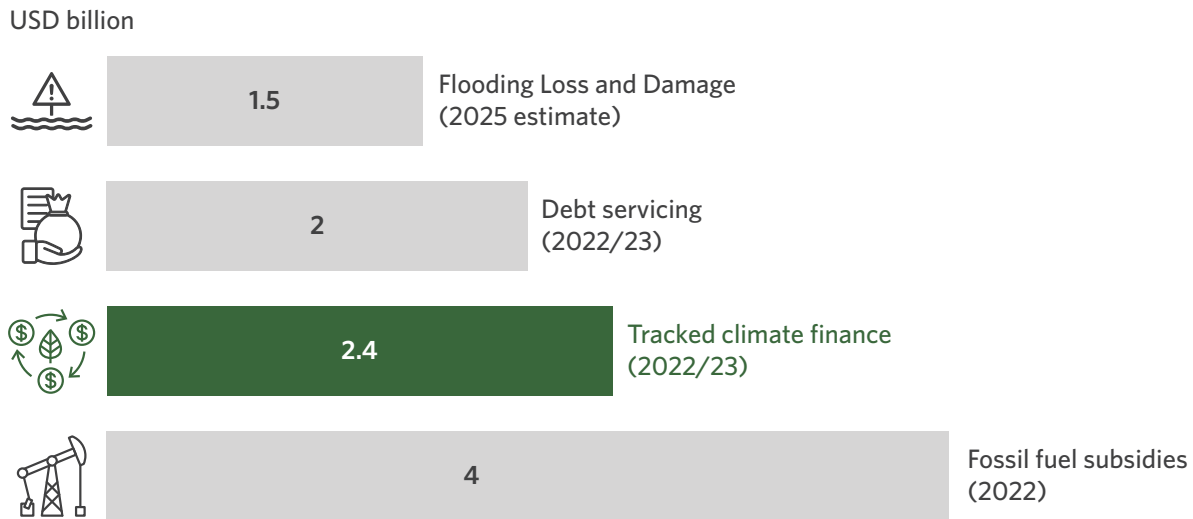 USD billion
1.5
Flooding Loss and Damage
(2025 estimate)
2
Debt servicing
(2022/23)
$
$
$
2.4
Tracked climate finance
(2022/23)
4
Fossil fuel subsidies
(2022)